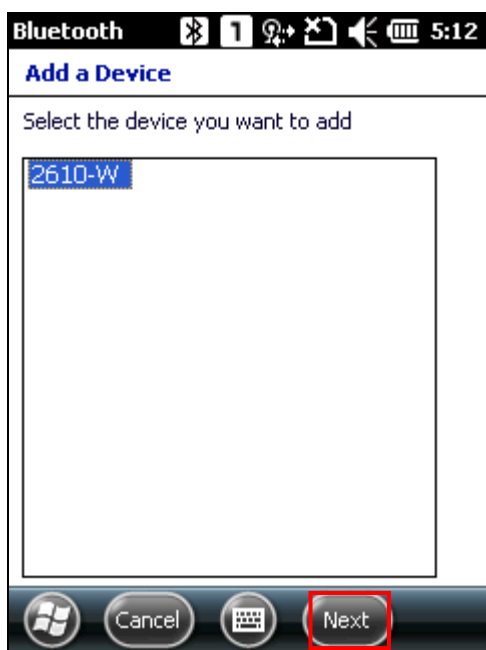 Bluetooth 1 5:12
Add a Device
Select the device you want to add
2610-W
Cancel Next